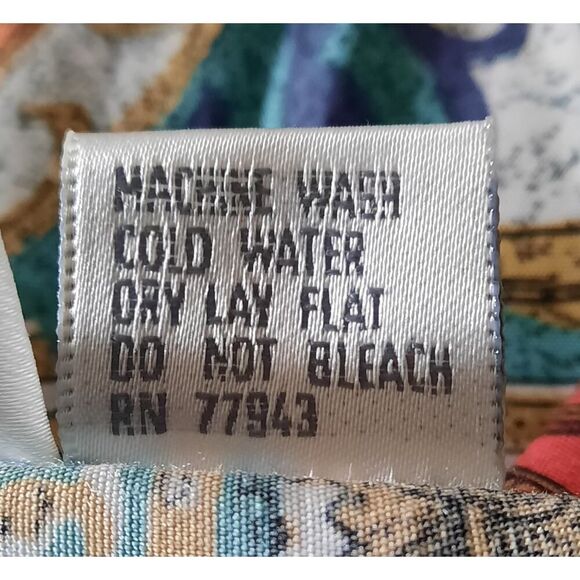 MACHINE WASH
COLD WATER
DRY LAY FLAT
DO NOT BLEACH
RN 77943